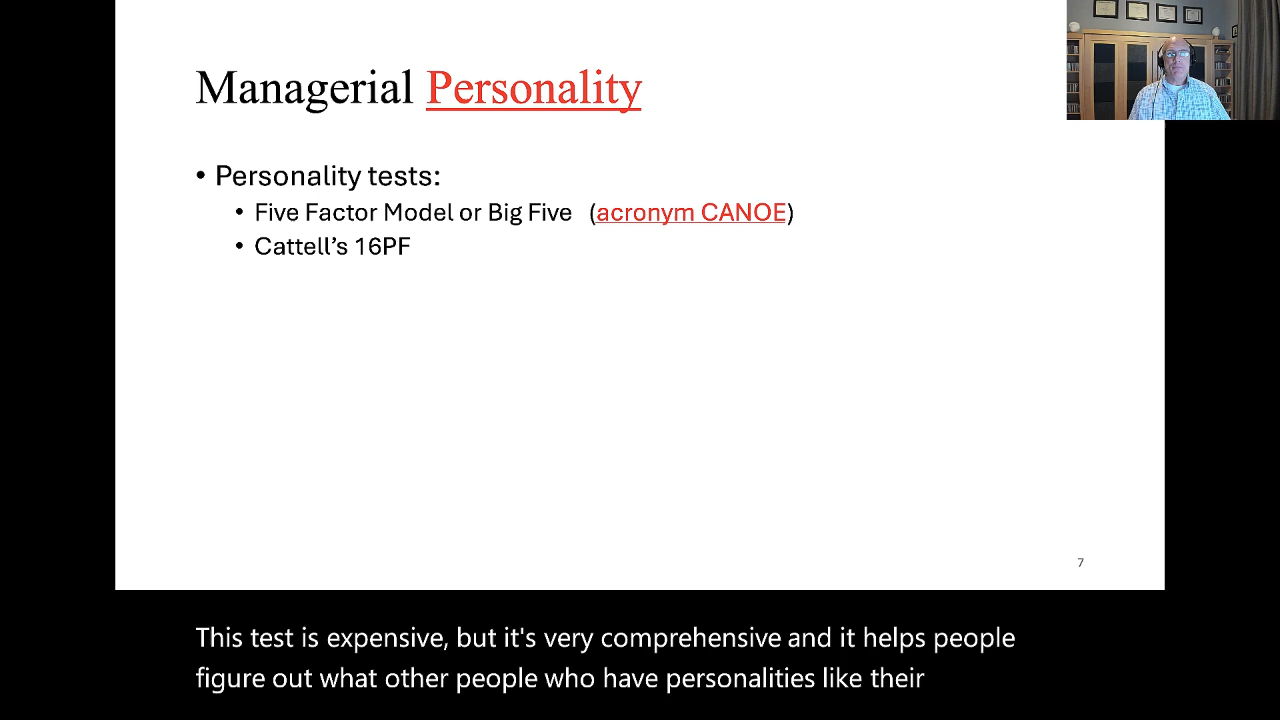 Managerial Personality
• Personality tests:
• Five Factor Model or Big Five (acronym CANOE)
• Cattell’s 16PF
7
This test is expensive, but it's very comprehensive and it helps people
figure out what other people who have personalities like their